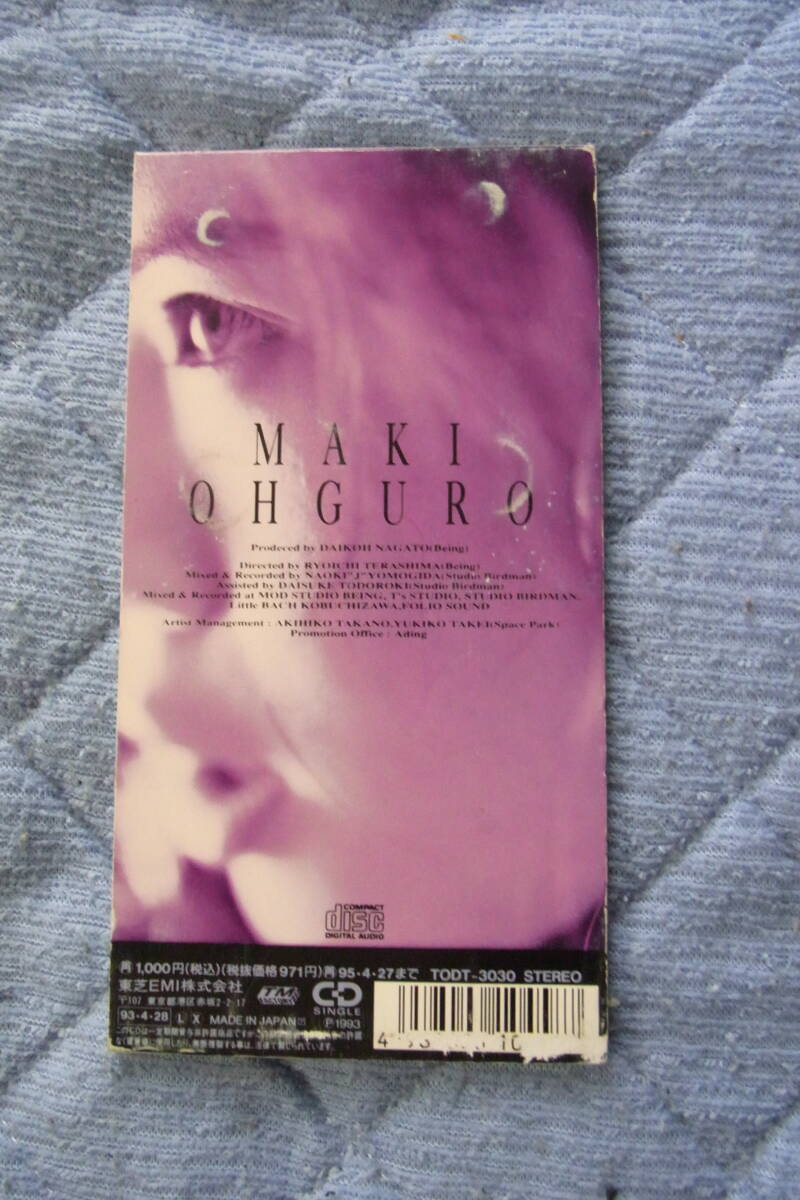 MAKI
OHGURO
Prodeced by DAIKOH NAGATO(Being)
Directed by RYOICHI TERASHIMA(Being)
Mixed & Recorded by NAOKI"J"YOMOGIDA(Studio Birdman)
Assisted by DAISUKE TODOROKI(Studio Birdman)
Mixed & Recorded at MOD STUDIO BEING, T's STUDIO, STUDIO BIRDMAN,
Little BACH KOBUCHIZAWA,FOLIO SOUND
Artist Management : AKIHIKO TAKANO,YUKIKO TAKEI(Space Park)
Promotion Office : Ading
COMPACT
disc
DIGITAL AUDIO
1,000円(税込)(税抜価格971円)再95・4・27まで TODT-3030 STEREO
東芝EMI株式会社
〒107 東京都港区赤坂2-2-17
TM
CD
SINGLE
93・4・28 L X MADE IN JAPAN ℗1993